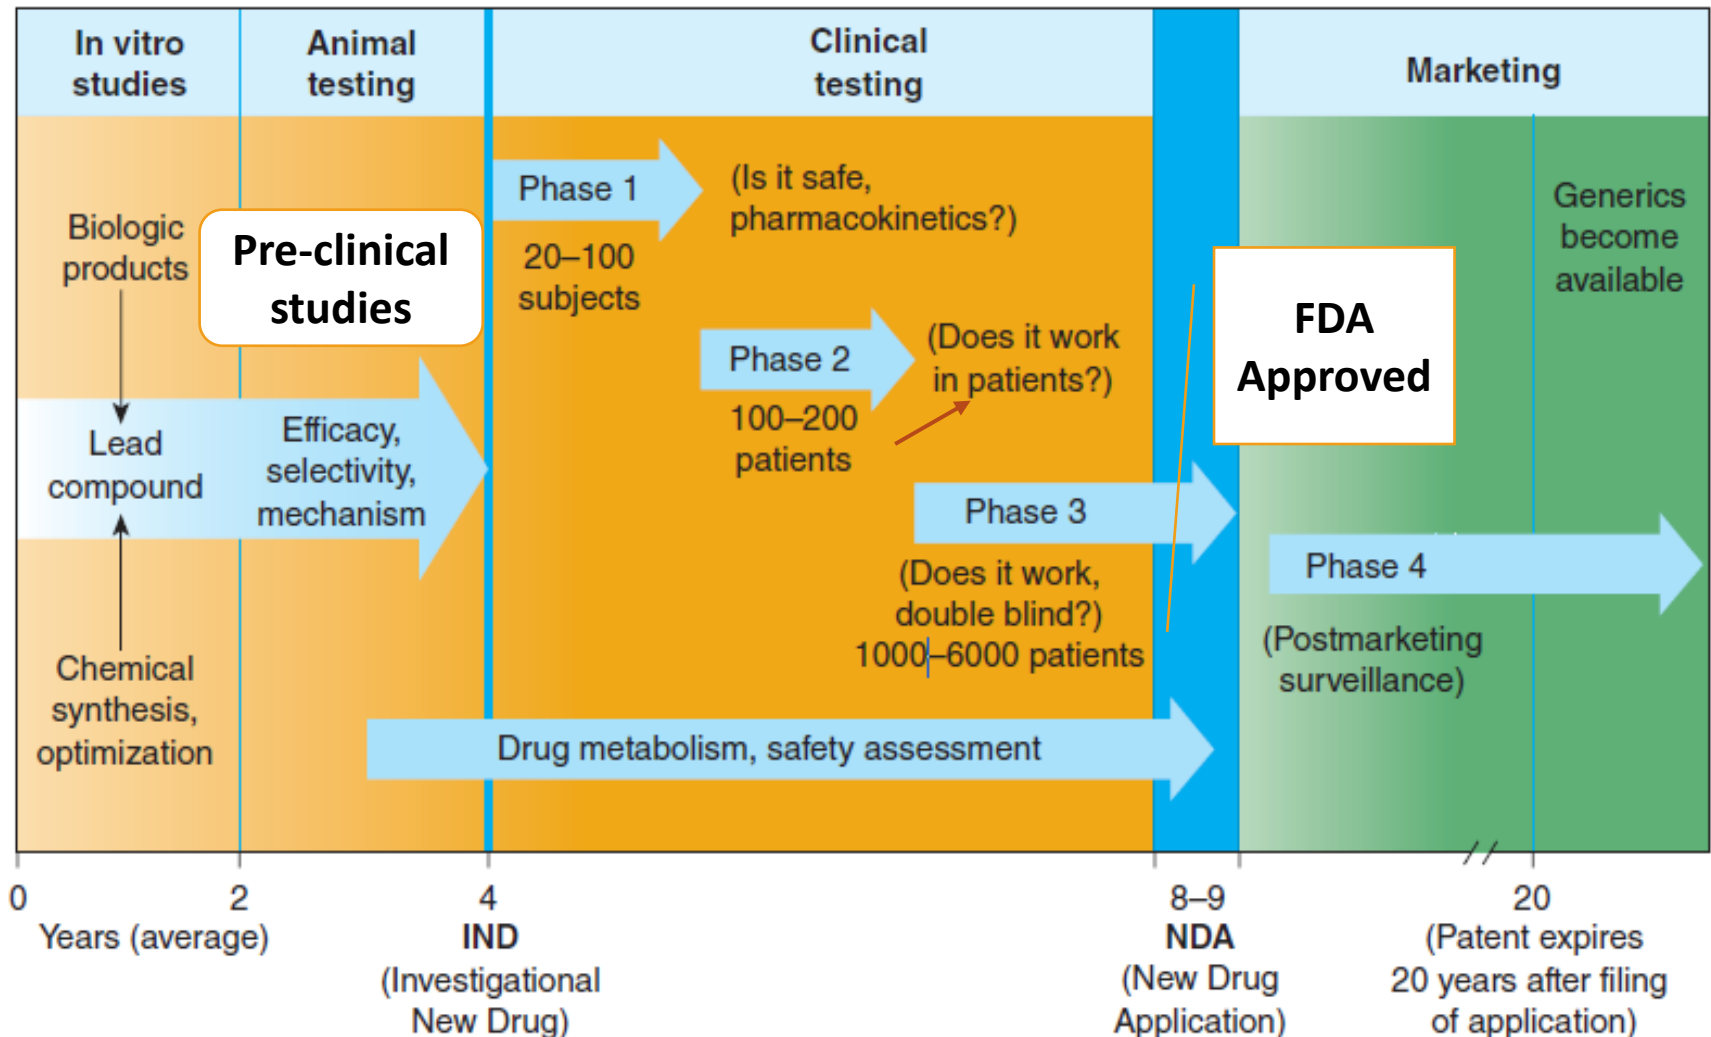 In vitro
studies
Animal
testing
Clinical
testing
Marketing
Biologic
products
Pre-clinical
studies
Lead
compound
Efficacy,
selectivity,
mechanism
Chemical
synthesis,
optimization
Phase 1
20–100
subjects
(Is it safe,
pharmacokinetics?)
Phase 2
100–200
patients
(Does it work
in patients?)
Phase 3
(Does it work,
double blind?)
1000–6000 patients
Drug metabolism, safety assessment
FDA
Approved
Generics
become
available
Phase 4
(Postmarketing
surveillance)
0
2
4
8–9
20
Years (average)
IND
(Investigational
New Drug)
NDA
(New Drug
Application)
(Patent expires
20 years after filing
of application)